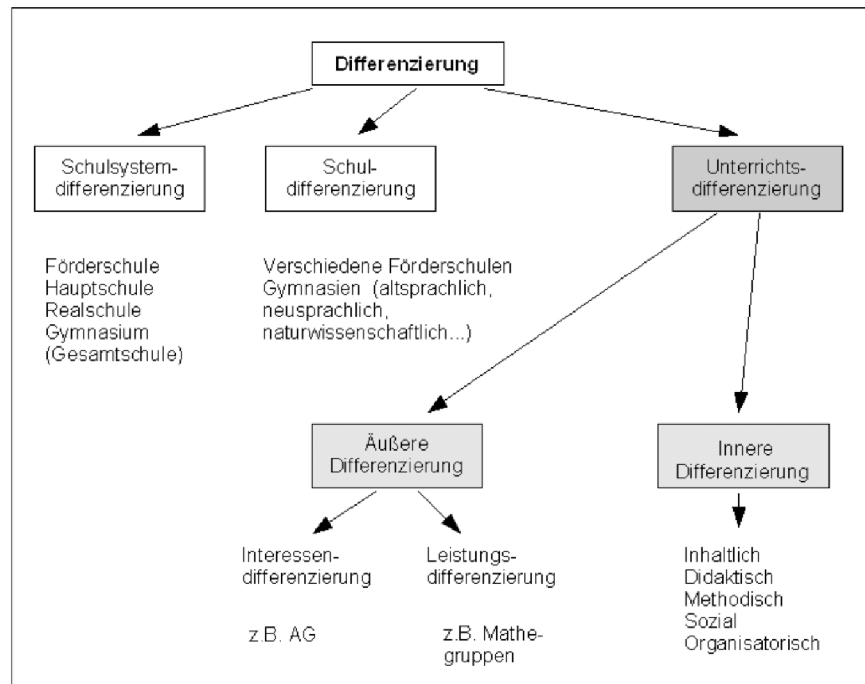 Differenzierung
Schulsystem-
differenzierung
Schul-
differenzierung
Unterrichts-
differenzierung
Förderschule
Hauptschule
Realschule
Gymnasium
(Gesamtschule)
Verschiedene Förderschulen
Gymnasien (altsprachlich,
neusprachlich,
naturwissenschaftlich...)
Äußere
Differenzierung
Innere
Differenzierung
Interessen-
differenzierung
z.B. AG
Leistungs-
differenzierung
z.B. Mathe-
gruppen
Inhaltlich
Didaktisch
Methodisch
Sozial
Organisatorisch